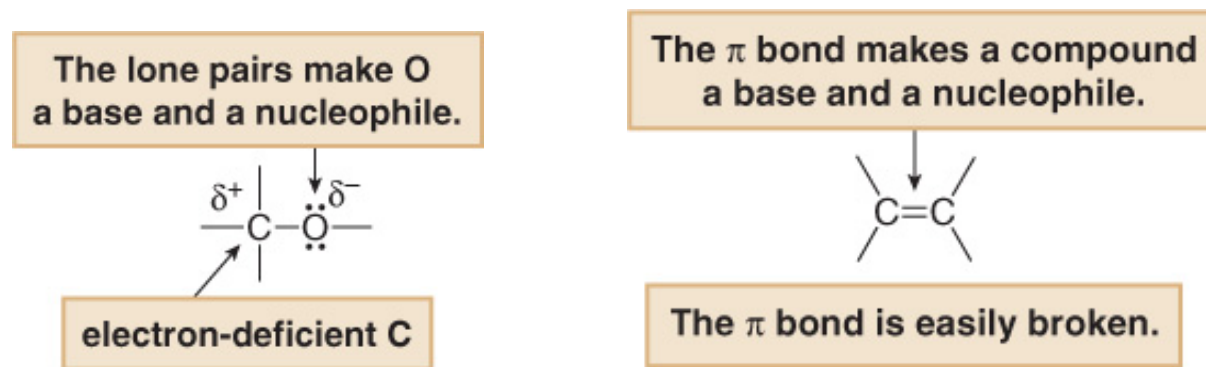 The lone pairs make O
a base and a nucleophile.
δ+ δ−
C–O
electron-deficient C
The π bond makes a compound
a base and a nucleophile.
C=C
The π bond is easily broken.